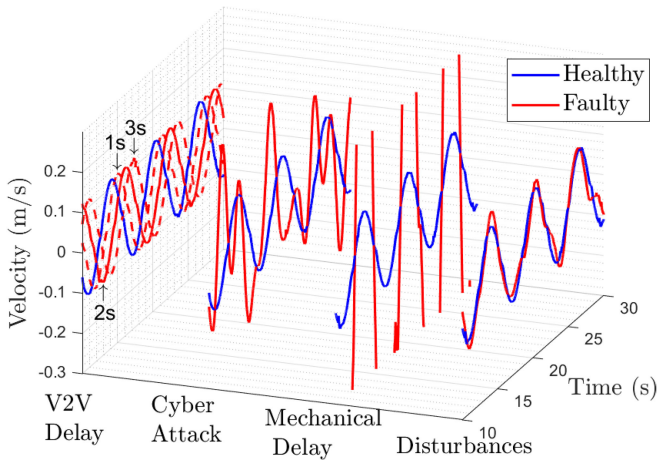 Healthy
Faulty
3s
1s
2s
0.2
0.1
0
-0.1
-0.2
-0.3
Velocity (m/s)
V2V
Delay
Cyber
Attack
Mechanical
Delay
Disturbances
10
15
20
25
30
Time (s)